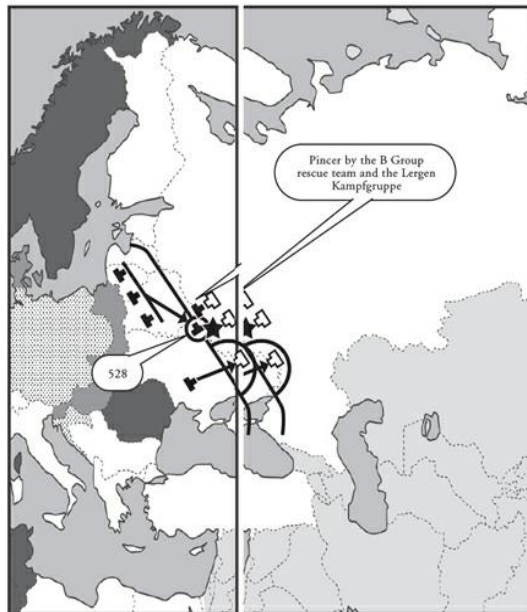 Pincer by the B Group
rescue team and the Lergen
Kampfgruppe
528